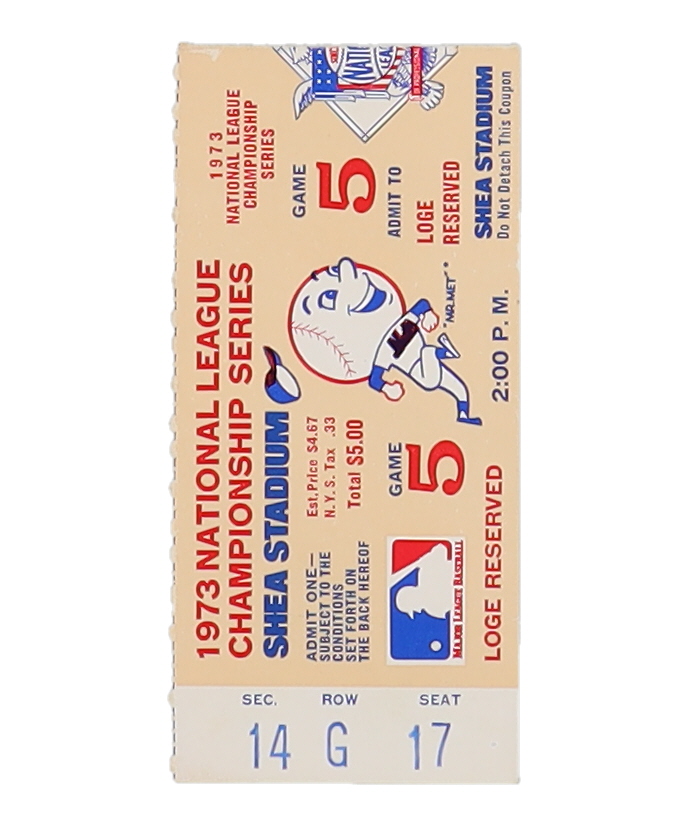 1973 NATIONAL LEAGUE
CHAMPIONSHIP SERIES
SHEA STADIUM
ADMIT ONE—
SUBJECT TO THE
CONDITIONS
SET FORTH ON
THE BACK HEREOF
Est. Price $4.67
N.Y.S. Tax .33
Total $5.00
GAME
5
MAJOR LEAGUE BASEBALL
"MR. MET"
LOGE RESERVED
2:00 P. M.
1973
NATIONAL LEAGUE
CHAMPIONSHIP
SERIES
GAME
5
ADMIT TO
LOGE
RESERVED
SHEA STADIUM
Do Not Detach This Coupon
SEC. ROW SEAT
14 G 17